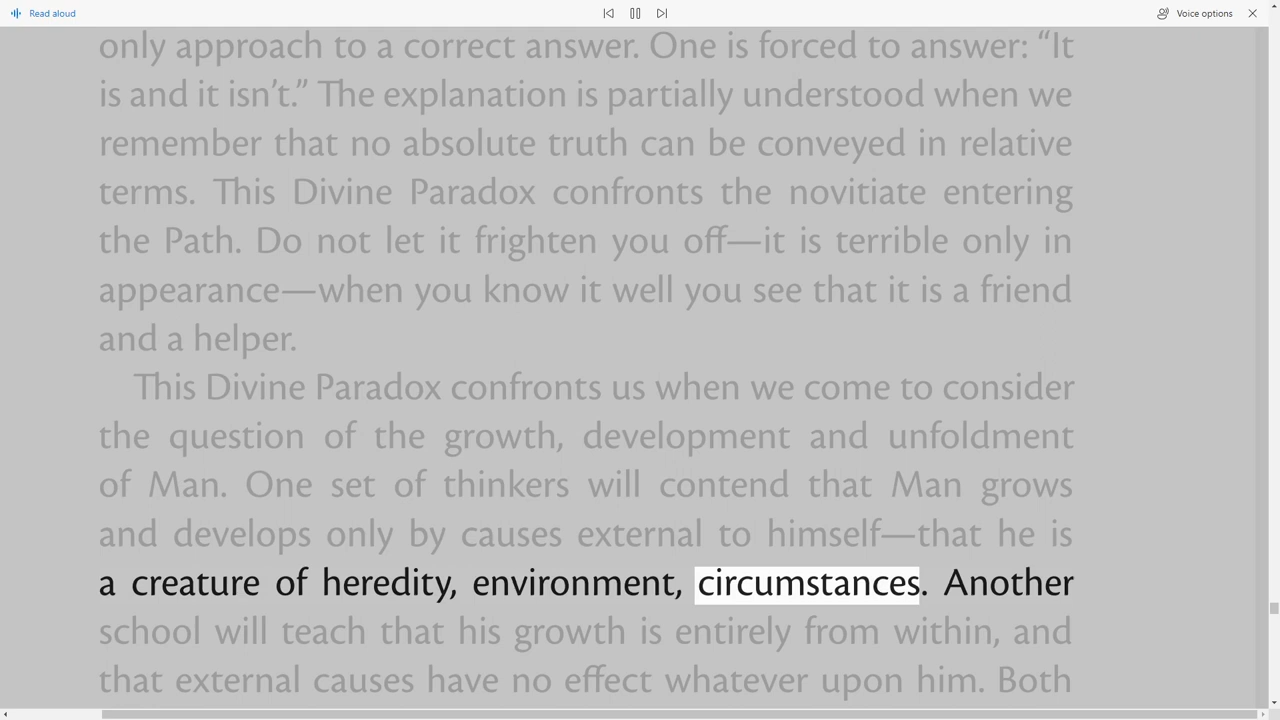 Read aloud
Voice options
only approach to a correct answer. One is forced to answer: “It
is and it isn’t.” The explanation is partially understood when we
remember that no absolute truth can be conveyed in relative
terms. This Divine Paradox confronts the novitiate entering
the Path. Do not let it frighten you off—it is terrible only in
appearance—when you know it well you see that it is a friend
and a helper.
This Divine Paradox confronts us when we come to consider
the question of the growth, development and unfoldment
of Man. One set of thinkers will contend that Man grows
and develops only by causes external to himself—that he is
a creature of heredity, environment, circumstances. Another
school will teach that his growth is entirely from within, and
that external causes have no effect whatever upon him. Both